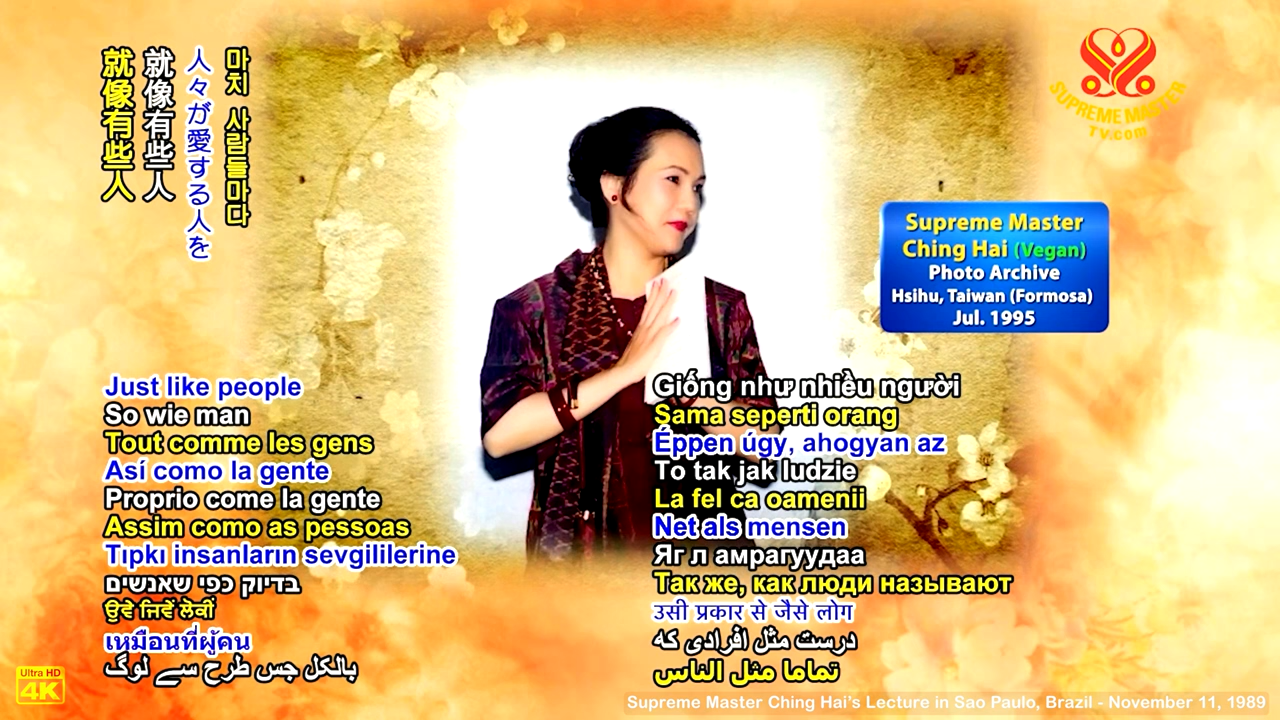 就像有些人
就像有些人
人々が愛する人を
마치 사람들마다
SUPREME MASTER
TV.com
Supreme Master
Ching Hai (Vegan)
Photo Archive
Hsihu, Taiwan (Formosa)
Jul. 1995
Just like people
So wie man
Tout comme les gens
Así como la gente
Proprio come la gente
Assim como as pessoas
Tıpkı insanların sevgililerine
בדיוק כפי שאנשים
ਉਵੇਂ ਜਿਵੇਂ ਲੋਕੀਂ
เหมือนที่ผู้คน
بالکل جس طرح سے لوگ
Giống như nhiều người
Sama seperti orang
Éppen úgy, ahogyan az
To tak jak ludzie
La fel ca oamenii
Net als mensen
Яг л амрагуудаа
Так же, как люди называют
उसी प्रकार से जैसे लोग
درست مثل افرادی که
تماما مثل الناس
Ultra HD
4K
Supreme Master Ching Hai's Lecture in Sao Paulo, Brazil - November 11, 1989